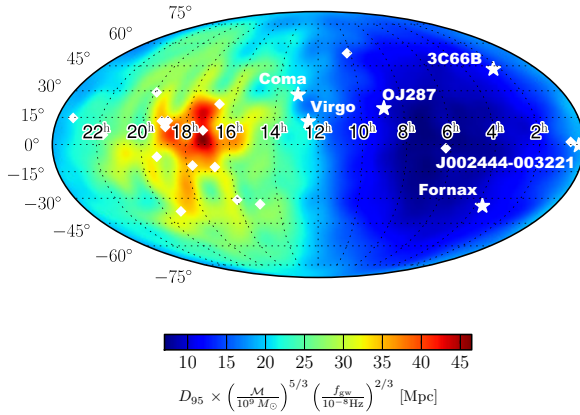 75°
60°
45°
30°
15°
0°
−15°
−30°
−45°
−60°
−75°
22h 20h 18h 16h 14h 12h 10h 8h 6h 4h 2h
3C66B
Coma
OJ287
Virgo
J002444-003221
Fornax
10 15 20 25 30 35 40 45
D₉₅ × (ℳ / 10⁹ M⊙)^5/3 (f_gw / 10⁻⁸Hz)^2/3 [Mpc]